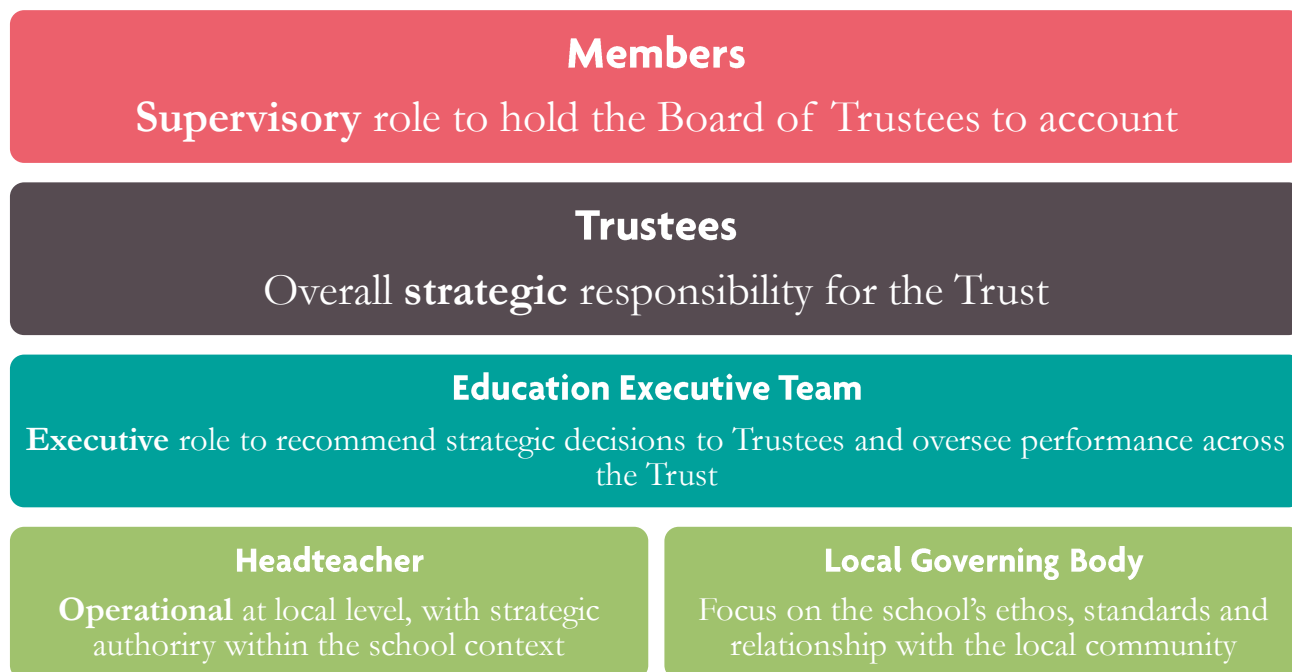 Members
Supervisory role to hold the Board of Trustees to account
Trustees
Overall strategic responsibility for the Trust
Education Executive Team
Executive role to recommend strategic decisions to Trustees and oversee performance across
the Trust
Headteacher
Operational at local level, with strategic
authoriry within the school context
Local Governing Body
Focus on the school’s ethos, standards and
relationship with the local community